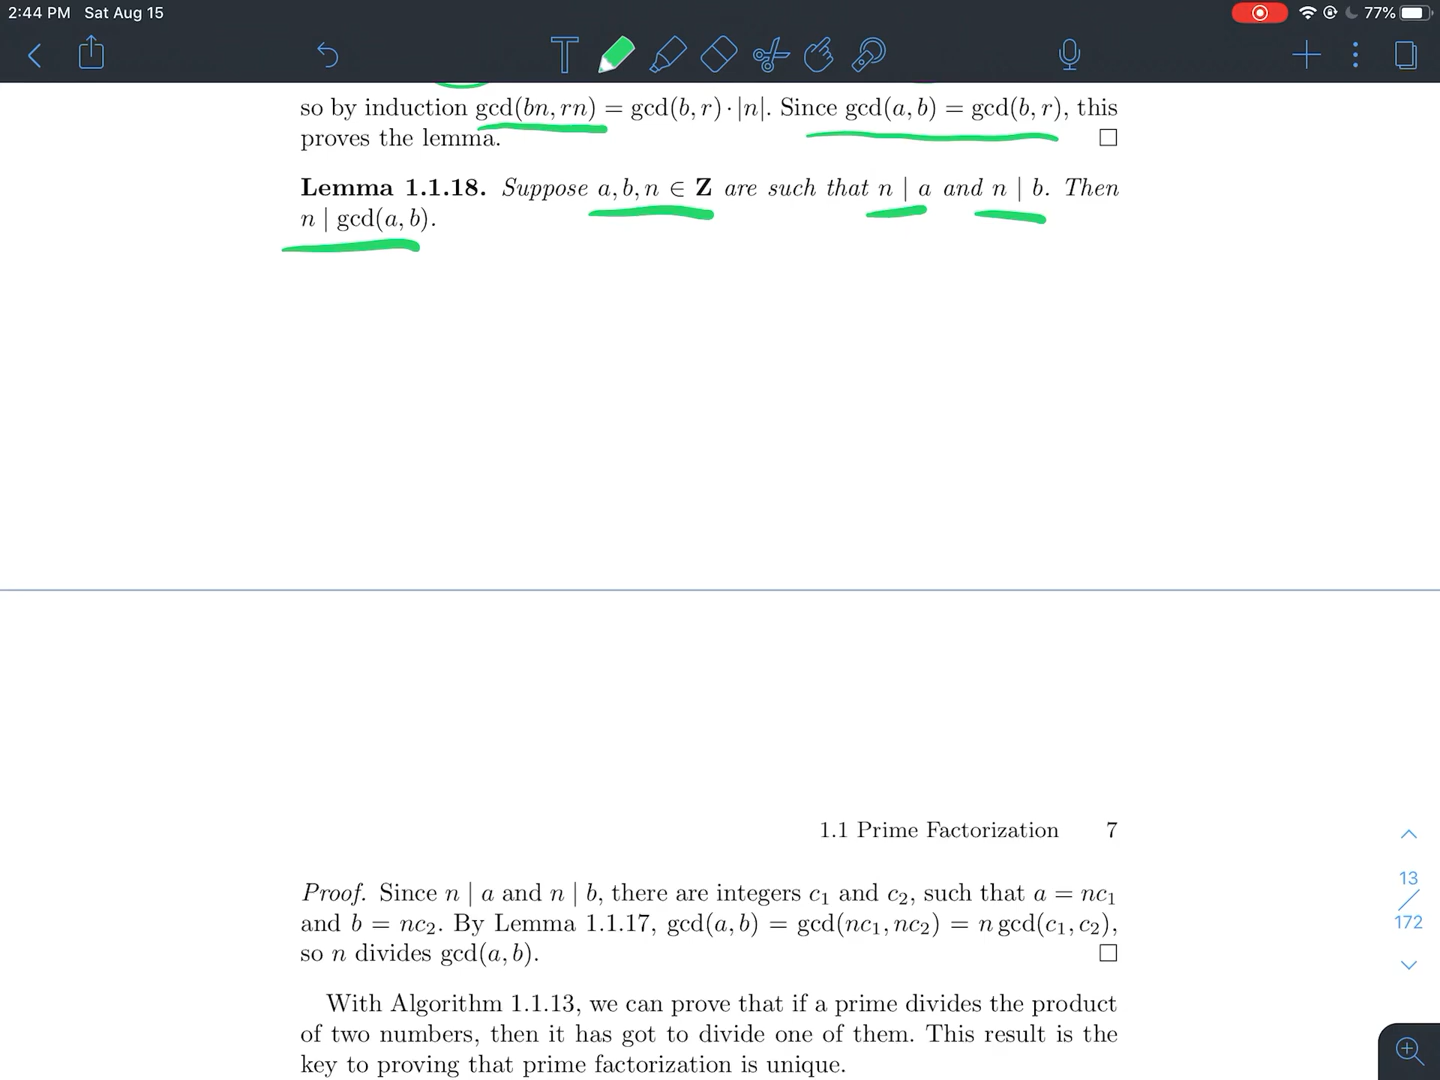 2:44 PM Sat Aug 15
77%
so by induction gcd(bn, rn) = gcd(b, r) · |n|. Since gcd(a, b) = gcd(b, r), this
proves the lemma. □
Lemma 1.1.18. Suppose a, b, n ∈ Z are such that n | a and n | b. Then
n | gcd(a, b).
1.1 Prime Factorization 7
Proof. Since n | a and n | b, there are integers c₁ and c₂, such that a = nc₁
and b = nc₂. By Lemma 1.1.17, gcd(a, b) = gcd(nc₁, nc₂) = n gcd(c₁, c₂),
so n divides gcd(a, b). □
With Algorithm 1.1.13, we can prove that if a prime divides the product
of two numbers, then it has got to divide one of them. This result is the
key to proving that prime factorization is unique.
13
172